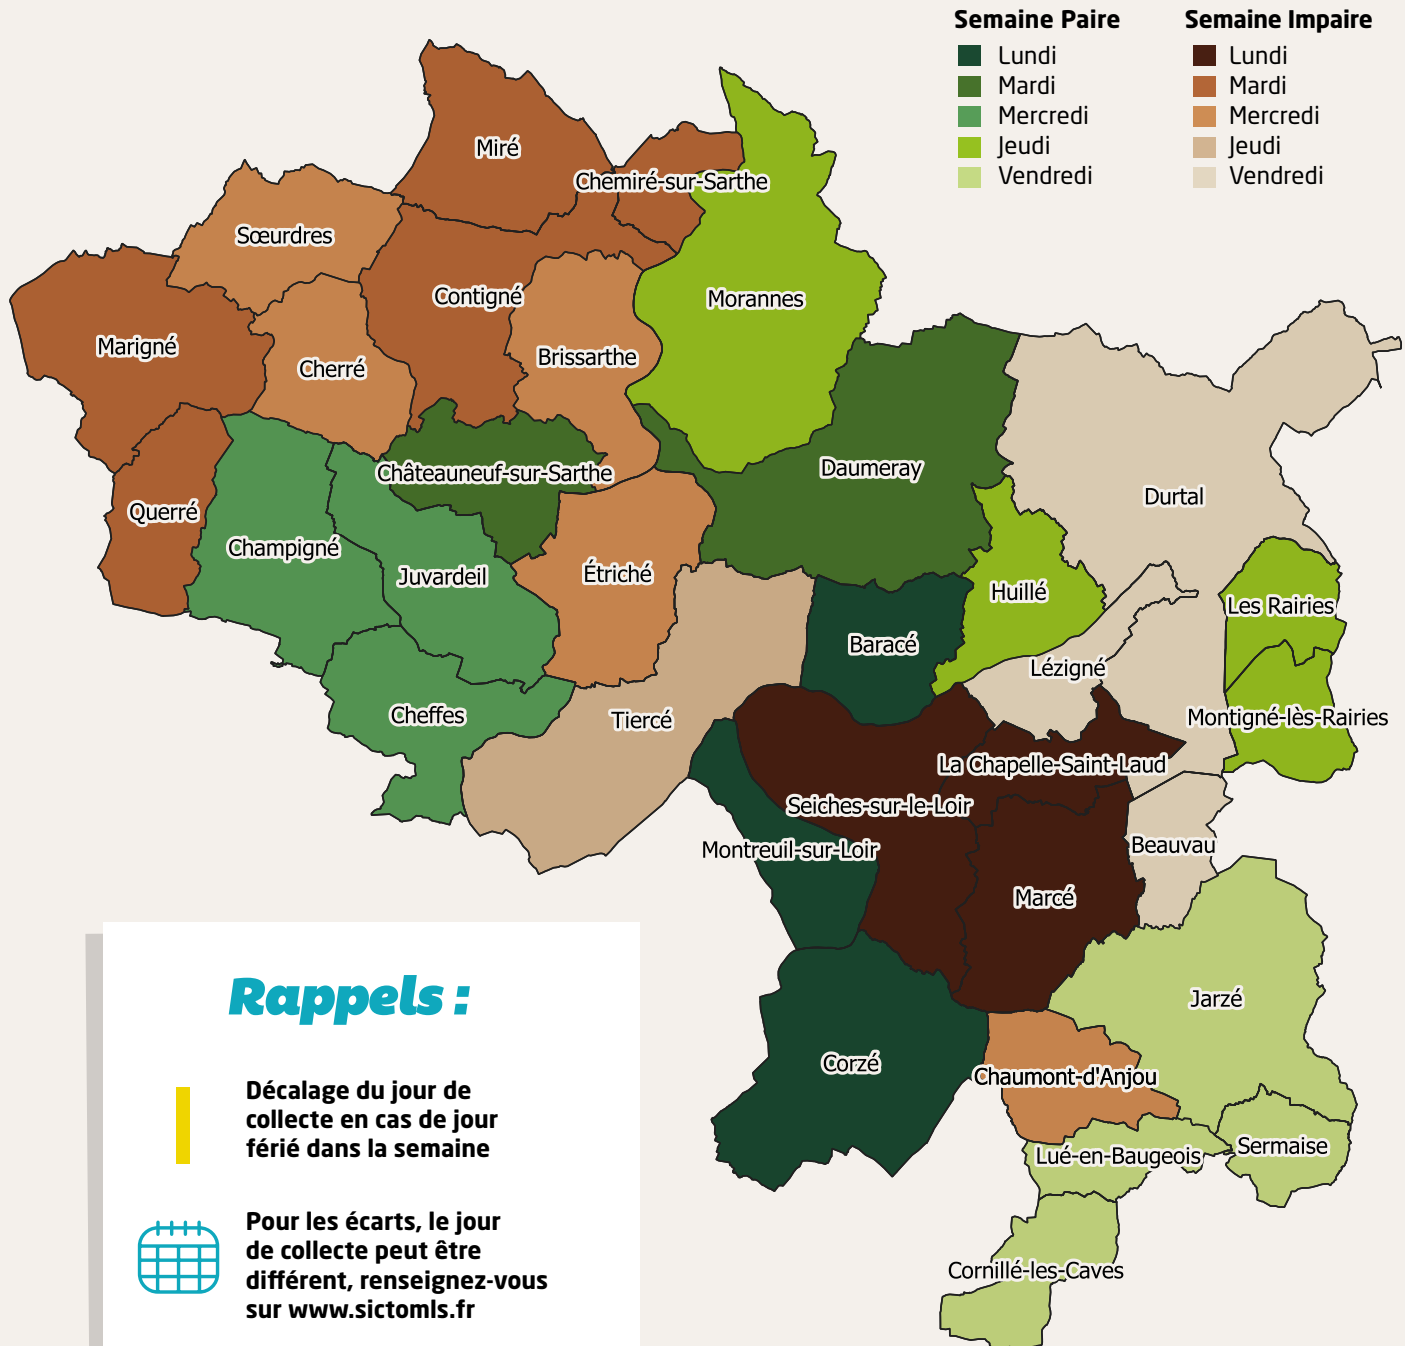 Semaine Paire
Lundi
Mardi
Mercredi
Jeudi
Vendredi
Semaine Impaire
Lundi
Mardi
Mercredi
Jeudi
Vendredi
Miré
Chemiré-sur-Sarthe
Sœurdres
Contigné
Morannes
Marigné
Brissarthe
Cherré
Châteauneuf-sur-Sarthe
Daumeray
Durtal
Querré
Champigné
Juvardeil
Étriché
Huillé
Les Rairies
Baracé
Lézigné
Cheffes
Tiercé
Montigné-lès-Rairies
La Chapelle-Saint-Laud
Seiches-sur-le-Loir
Montreuil-sur-Loir
Beauvau
Marcé
Jarzé
Corzé
Chaumont-d'Anjou
Lué-en-Baugeois
Sermaise
Cornillé-les-Caves
Rappels :
Décalage du jour de
collecte en cas de jour
férié dans la semaine
Pour les écarts, le jour
de collecte peut être
différent, renseignez-vous
sur www.sictomls.fr